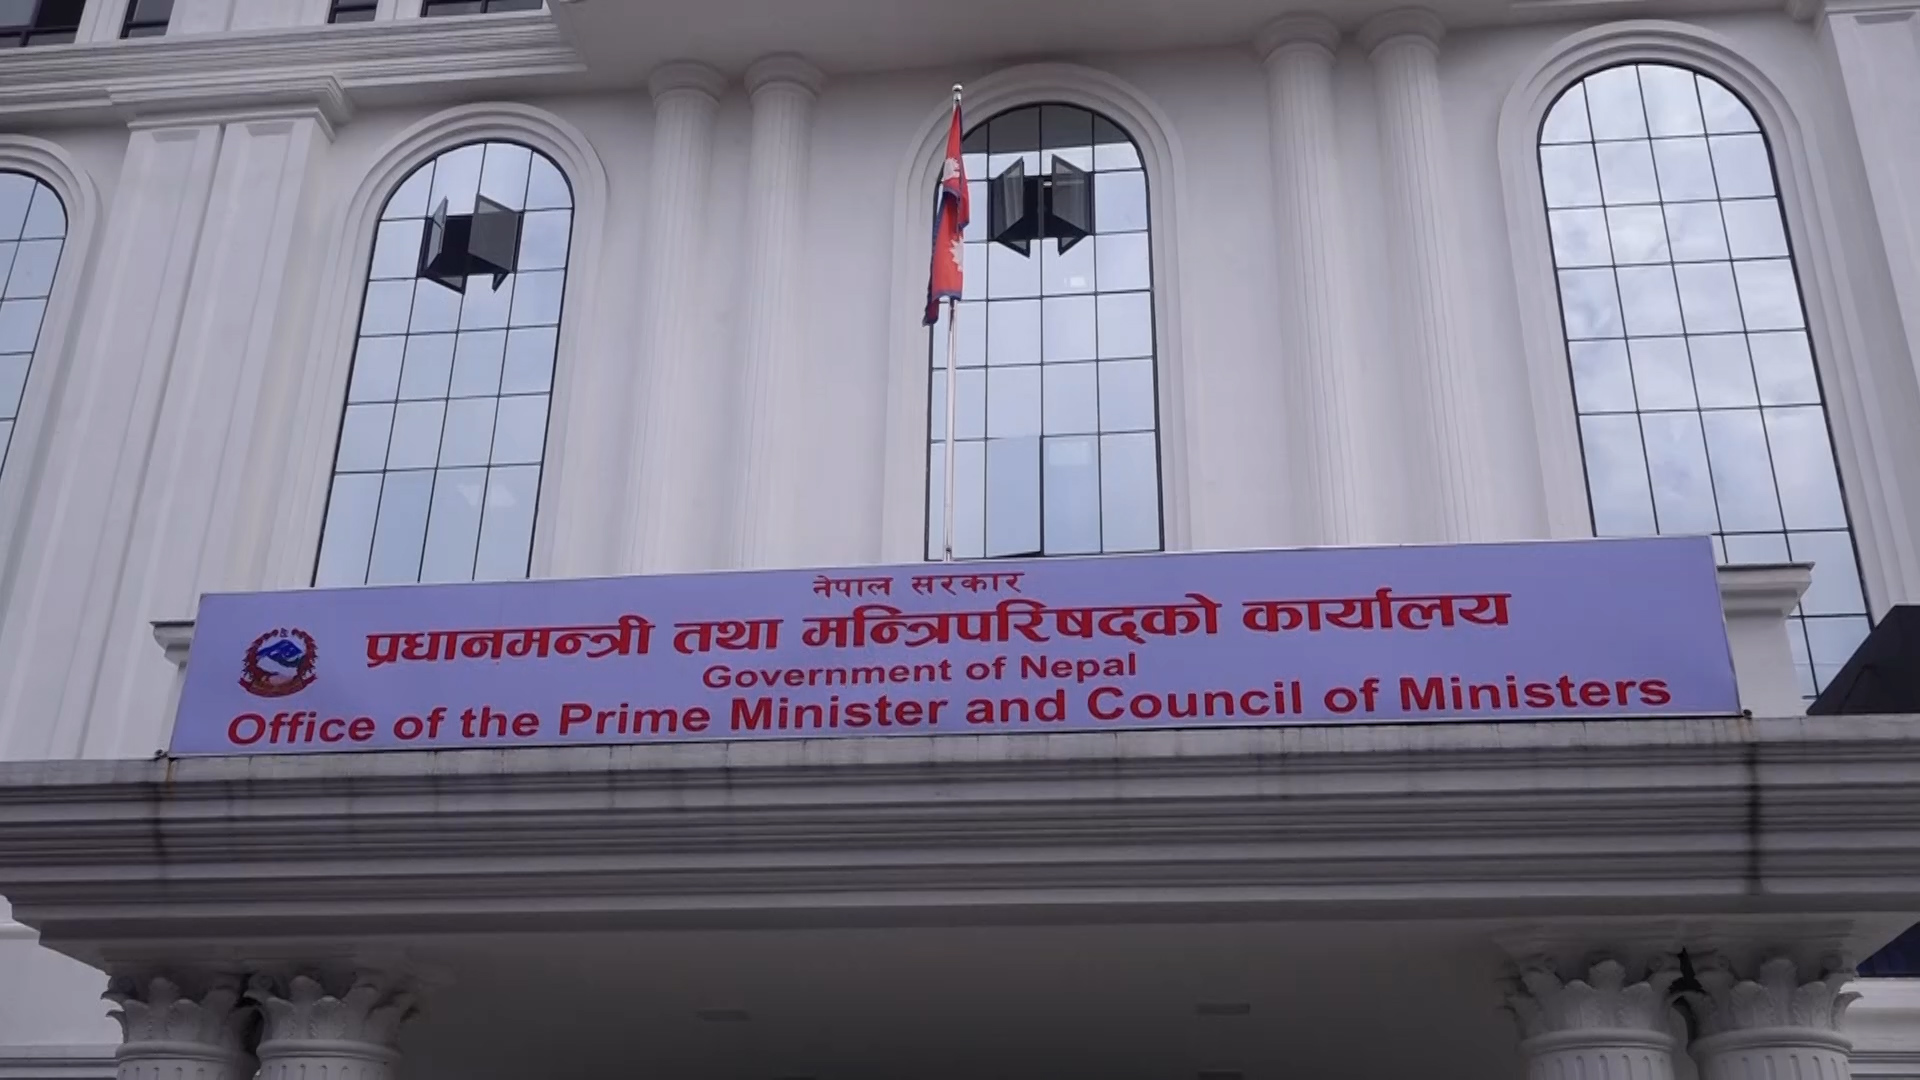 नेपाल सरकार
प्रधानमन्त्री तथा मन्त्रिपरिषद्को कार्यालय
Government of Nepal
Office of the Prime Minister and Council of Ministers